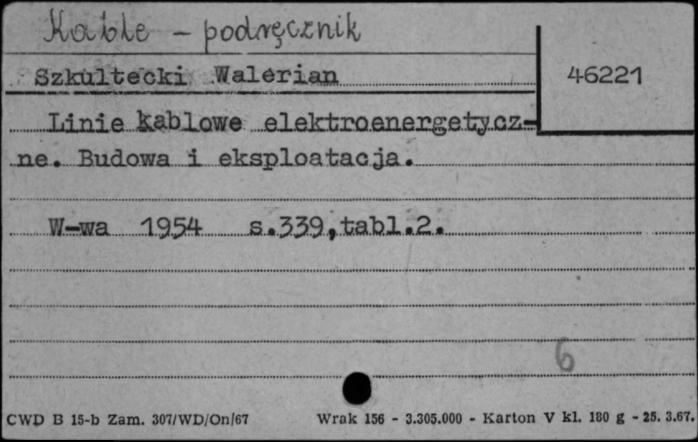 Kable - podręcznik
Szkultecki Walerian
46221
Linie kablowe elektroenergetycz-
ne. Budowa i eksploatacja.
W-wa 1954 s.339,tabl.2.
6
CWD B 15-b Zam. 307/WD/On/67 Wrak 156 - 3.305.000 - Karton V kl. 180 g - 25. 3.67.